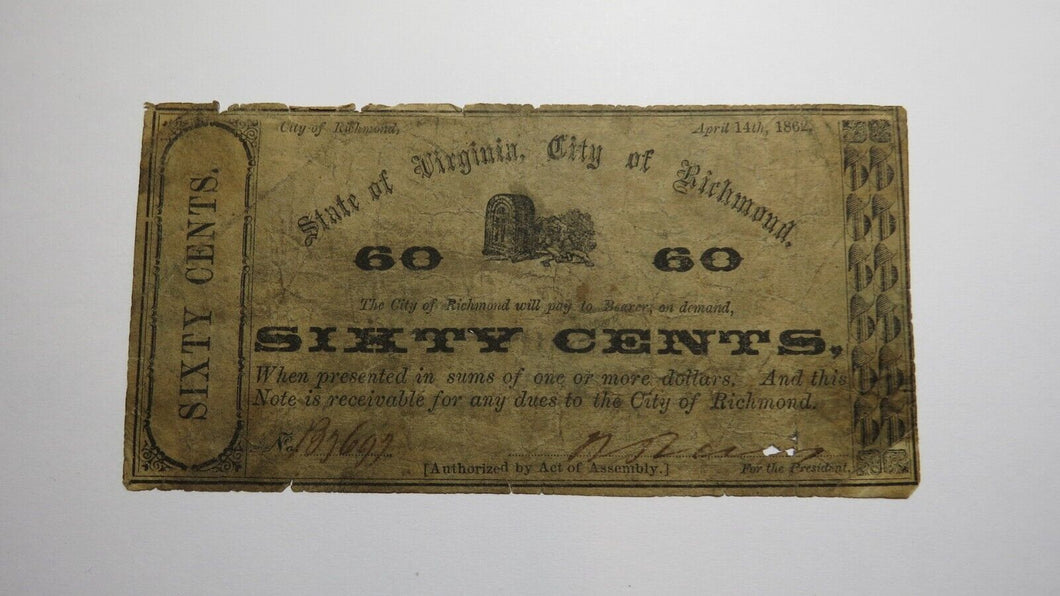 City of Richmond,
April 14th, 1862.
State of Virginia, City of Richmond.
60
60
The City of Richmond will pay to Bearer, on demand,
SIXTY CENTS,
When presented in sums of one or more dollars. And this
Note is receivable for any dues to the City of Richmond.
No.
[Authorized by Act of Assembly.]
For the President.
SIXTY CENTS.